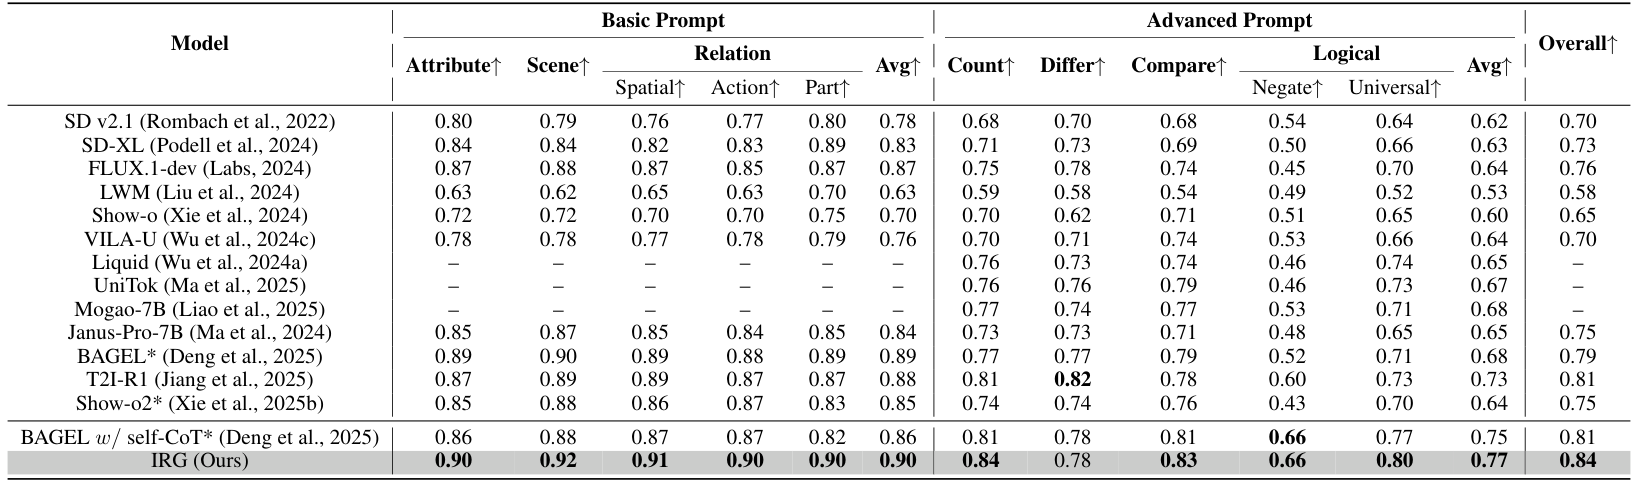 Model Basic Prompt Advanced Prompt Overall↑
Attribute↑ Scene↑ Relation Avg↑ Count↑ Differ↑ Compare↑ Logical Avg↑
Spatial↑ Action↑ Part↑ Negate↑ Universal↑
SD v2.1 (Rombach et al., 2022) 0.80 0.79 0.76 0.77 0.80 0.78 0.68 0.70 0.68 0.54 0.64 0.62 0.70
SD-XL (Podell et al., 2024) 0.84 0.84 0.82 0.83 0.89 0.83 0.71 0.73 0.69 0.50 0.66 0.63 0.73
FLUX.1-dev (Labs, 2024) 0.87 0.88 0.87 0.85 0.87 0.87 0.75 0.78 0.74 0.45 0.70 0.64 0.76
LWM (Liu et al., 2024) 0.63 0.62 0.65 0.63 0.70 0.63 0.59 0.58 0.54 0.49 0.52 0.53 0.58
Show-o (Xie et al., 2024) 0.72 0.72 0.70 0.70 0.75 0.70 0.70 0.62 0.71 0.51 0.65 0.60 0.65
VILA-U (Wu et al., 2024c) 0.78 0.78 0.77 0.78 0.79 0.76 0.70 0.71 0.74 0.53 0.66 0.64 0.70
Liquid (Wu et al., 2024a) – – – – – – 0.76 0.73 0.74 0.46 0.74 0.65 –
UniTok (Ma et al., 2025) – – – – – – 0.76 0.76 0.79 0.46 0.73 0.67 –
Mogao-7B (Liao et al., 2025) – – – – – – 0.77 0.74 0.77 0.53 0.71 0.68 –
Janus-Pro-7B (Ma et al., 2024) 0.85 0.87 0.85 0.84 0.85 0.84 0.73 0.73 0.71 0.48 0.65 0.65 0.75
BAGEL* (Deng et al., 2025) 0.89 0.90 0.89 0.88 0.89 0.89 0.77 0.77 0.79 0.52 0.71 0.68 0.79
T2I-R1 (Jiang et al., 2025) 0.87 0.89 0.89 0.87 0.87 0.88 0.81 0.82 0.78 0.60 0.73 0.73 0.81
Show-o2* (Xie et al., 2025b) 0.85 0.88 0.86 0.87 0.83 0.85 0.74 0.74 0.76 0.43 0.70 0.64 0.75
BAGEL w/ self-CoT* (Deng et al., 2025) 0.86 0.88 0.87 0.87 0.82 0.86 0.81 0.78 0.81 0.66 0.77 0.75 0.81
IRG (Ours) 0.90 0.92 0.91 0.90 0.90 0.90 0.84 0.78 0.83 0.66 0.80 0.77 0.84